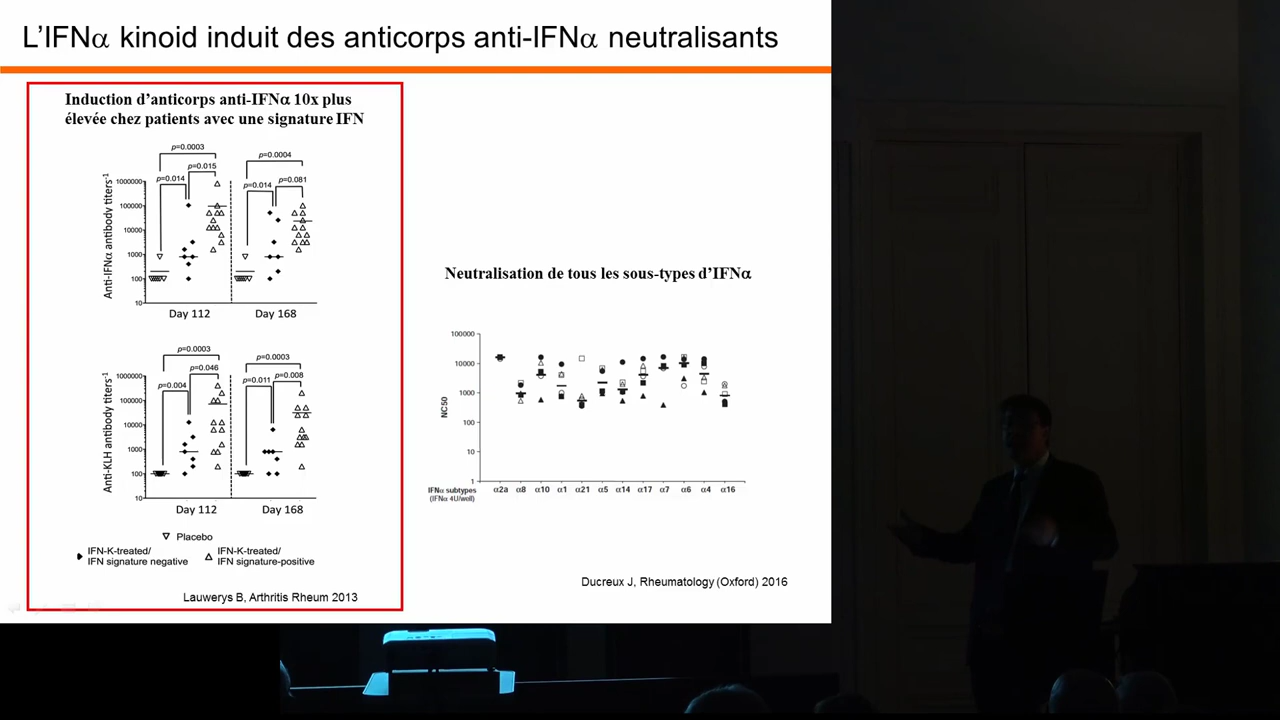 L'IFNα kinoid induit des anticorps anti-IFNα neutralisants
Induction d'anticorps anti-IFNα 10x plus
élevée chez patients avec une signature IFN
p=0.0003
p=0.015
p=0.014
p=0.0004
p=0.081
p=0.014
Anti-IFNα antibody titers-1
1000000
100000
10000
1000
100
10
Day 112
Day 168
p=0.0003
p=0.046
p=0.004
p=0.0003
p=0.008
p=0.011
Anti-KLH antibody titers-1
1000000
100000
10000
1000
100
10
Day 112
Day 168
Placebo
IFN-K-treated/
IFN signature negative
IFN-K-treated/
IFN signature-positive
Lauwerys B, Arthritis Rheum 2013
Neutralisation de tous les sous-types d'IFNα
NC50
100000
10000
1000
100
10
1
IFNα subtypes
(IFNα 4U/well)
α2a α8 α10 α1 α21 α5 α14 α17 α7 α6 α4 α16
Ducreux J, Rheumatology (Oxford) 2016